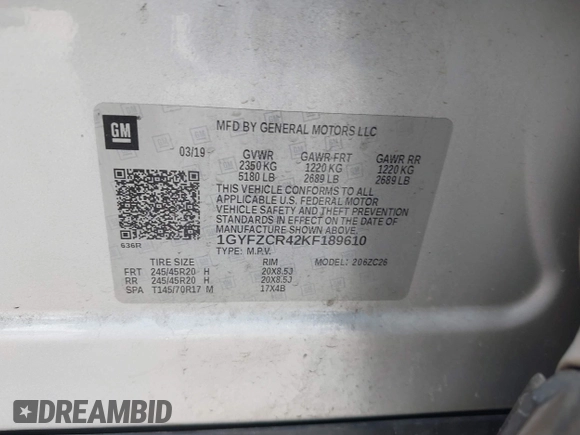 GM
MFD BY GENERAL MOTORS LLC
03/19 GVWR GAWR FRT GAWR RR
2350 KG 1220 KG 1220 KG
5180 LB 2689 LB 2689 LB
THIS VEHICLE CONFORMS TO ALL
APPLICABLE U.S. FEDERAL MOTOR
VEHICLE SAFETY AND THEFT PREVENTION
STANDARDS IN EFFECT ON THE DATE OF
MANUFACTURE SHOWN ABOVE.
636R
1GYFZCR42KF189610
TYPE: M.P.V. MODEL: 206ZC26
TIRE SIZE RIM
FRT 245/45R20 H 20X8.5J
RR 245/45R20 H 20X8.5J
SPA T145/70R17 M 17X4B
DREAMBID